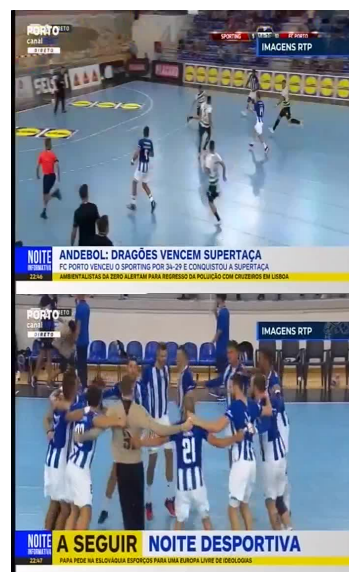 PORTO
canal
DIRETO
SPORTING
FC PORTO
IMAGENS RTP
NOITE
INFORMATIVA
22:46
ANDEBOL: DRAGÕES VENCEM SUPERTAÇA
FC PORTO VENCEU O SPORTING POR 34-29 E CONQUISTOU A SUPERTAÇA
AMBIENTALISTAS DA ZERO ALERTAM PARA REGRESSO DA POLUIÇÃO COM CRUZEIROS EM LISBOA
PORTO
canal
DIRETO
IMAGENS RTP
21
NOITE
INFORMATIVA
22:47
A SEGUIR
NOITE DESPORTIVA
PAPA PEDE NA ESLOVÁQUIA ESFORÇOS PARA UMA EUROPA LIVRE DE IDEOLOGIAS